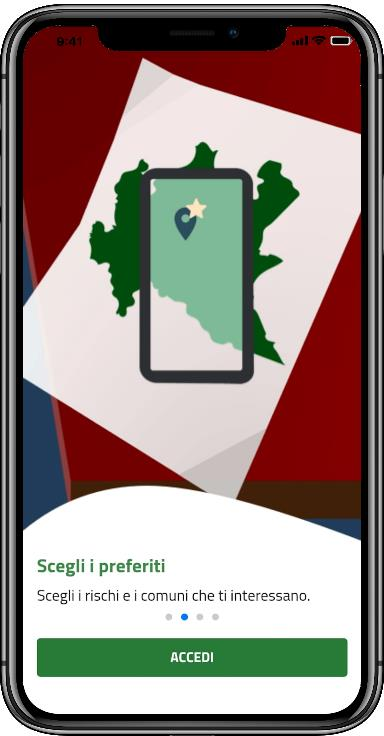 9:41
Scegli i preferiti
Scegli i rischi e i comuni che ti interessano.
ACCEDI